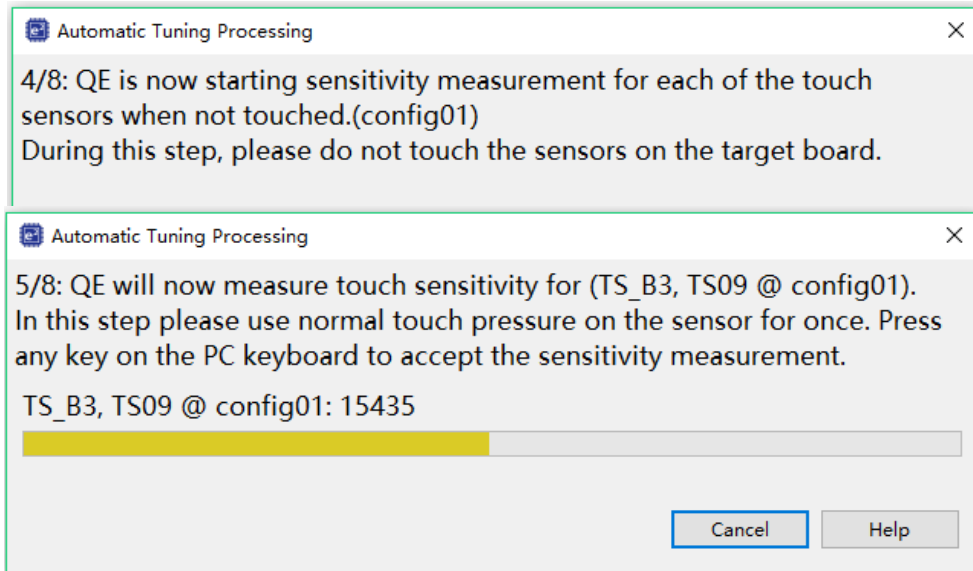 Automatic Tuning Processing
4/8: QE is now starting sensitivity measurement for each of the touch
sensors when not touched.(config01)
During this step, please do not touch the sensors on the target board.
Automatic Tuning Processing
5/8: QE will now measure touch sensitivity for (TS_B3, TS09 @ config01).
In this step please use normal touch pressure on the sensor for once. Press
any key on the PC keyboard to accept the sensitivity measurement.
TS_B3, TS09 @ config01: 15435
Cancel Help